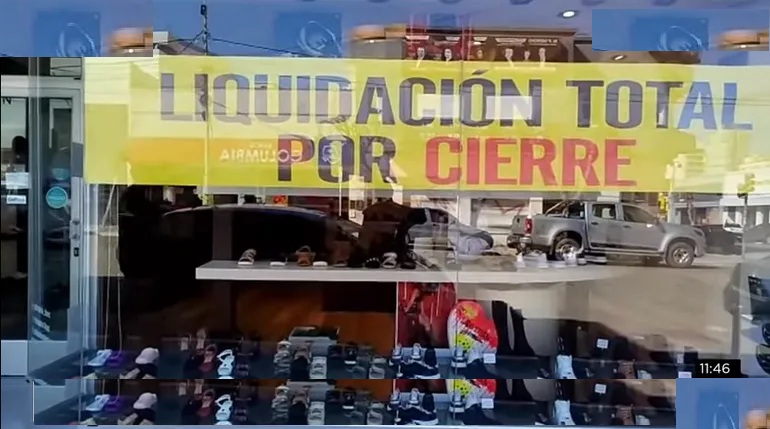 LIQUIDACIÓN TOTAL
POR CIERRE
COLUMBIA
11:46